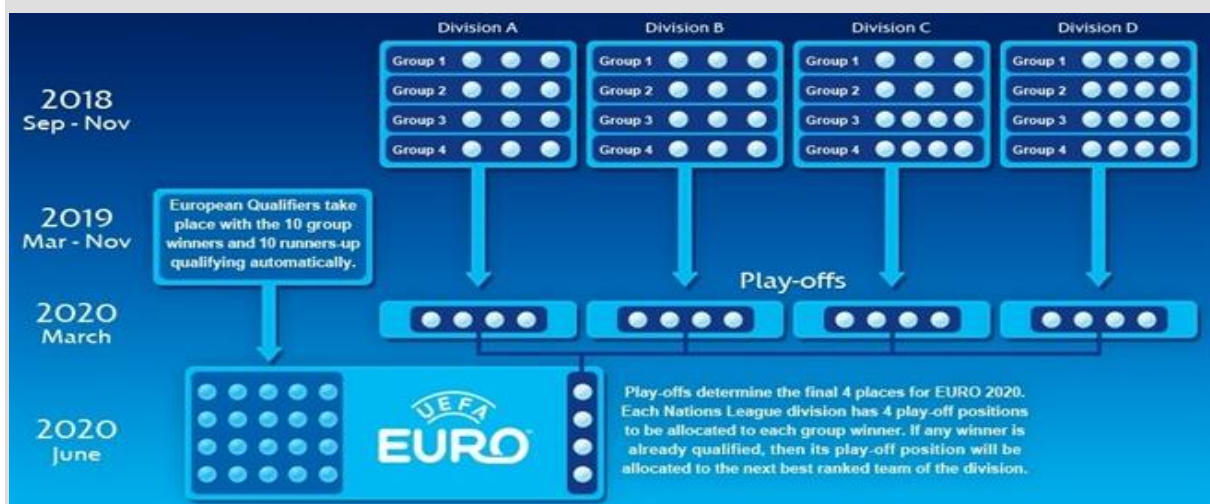 Division A
Division B
Division C
Division D
2018
Sep - Nov
Group 1
Group 2
Group 3
Group 4
Group 1
Group 2
Group 3
Group 4
Group 1
Group 2
Group 3
Group 4
Group 1
Group 2
Group 3
Group 4
2019
Mar - Nov
European Qualifiers take
place with the 10 group
winners and 10 runners-up
qualifying automatically.
Play-offs
2020
March
2020
June
UEFA
EURO
Play-offs determine the final 4 places for EURO 2020.
Each Nations League division has 4 play-off positions
to be allocated to each group winner. If any winner is
already qualified, then its play-off position will be
allocated to the next best ranked team of the division.